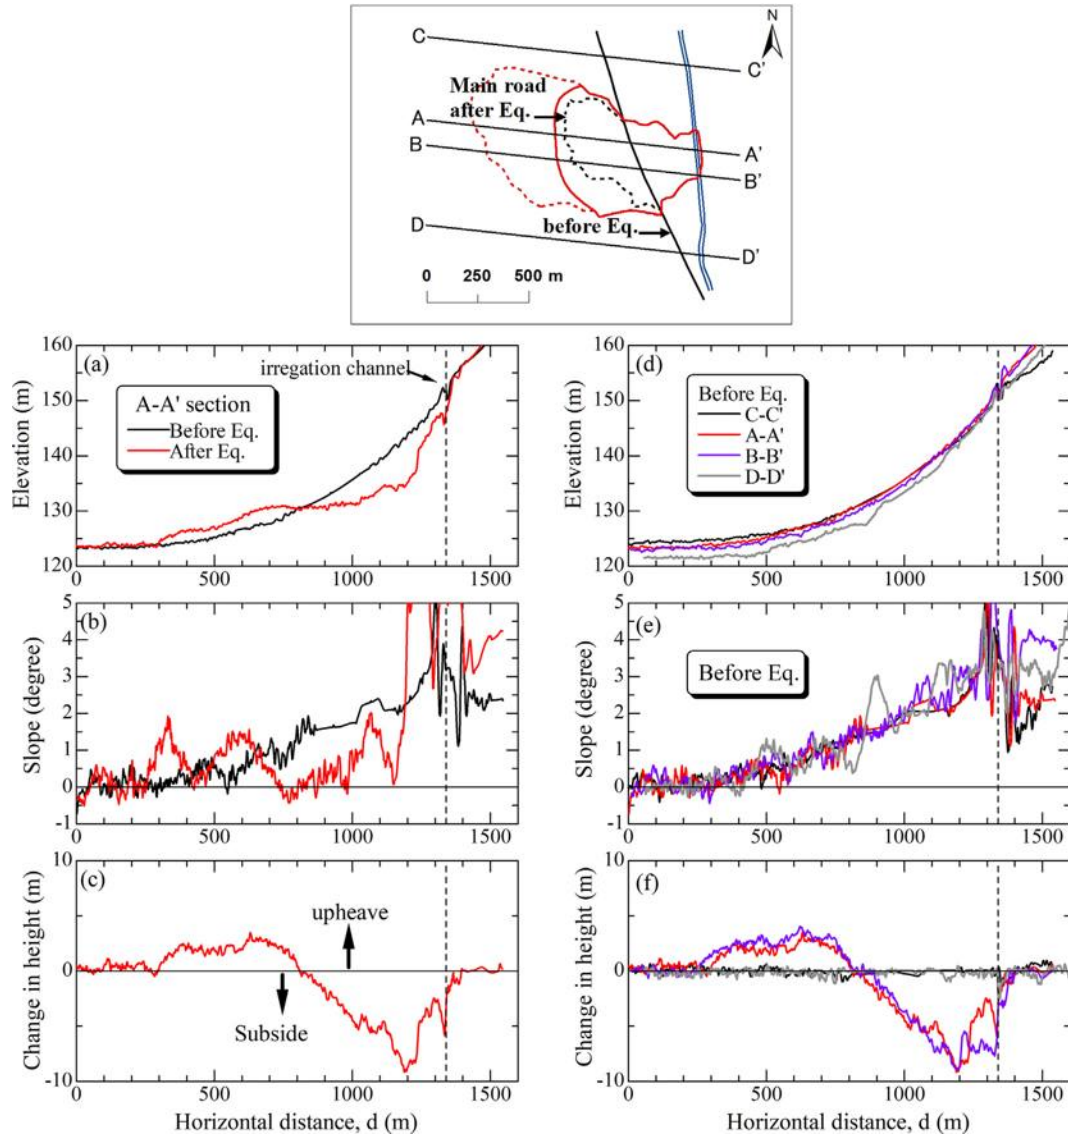 N
C
C'
Main road
after Eq.
A
A'
B
B'
before Eq.
D
D'
0 250 500 m
(a)
irregation channel
A-A' section
Before Eq.
After Eq.
Elevation (m)
160
150
140
130
120
0 500 1000 1500
(d)
Before Eq.
C-C'
A-A'
B-B'
D-D'
Elevation (m)
160
150
140
130
120
0 500 1000 1500
(b)
Slope (degree)
5
4
3
2
1
0
-1
0 500 1000 1500
(e)
Before Eq.
Slope (degree)
5
4
3
2
1
0
-1
0 500 1000 1500
(c)
upheave
Subside
Change in height (m)
10
0
-10
0 500 1000 1500
Horizontal distance, d (m)
(f)
Change in height (m)
10
0
-10
0 500 1000 1500
Horizontal distance, d (m)